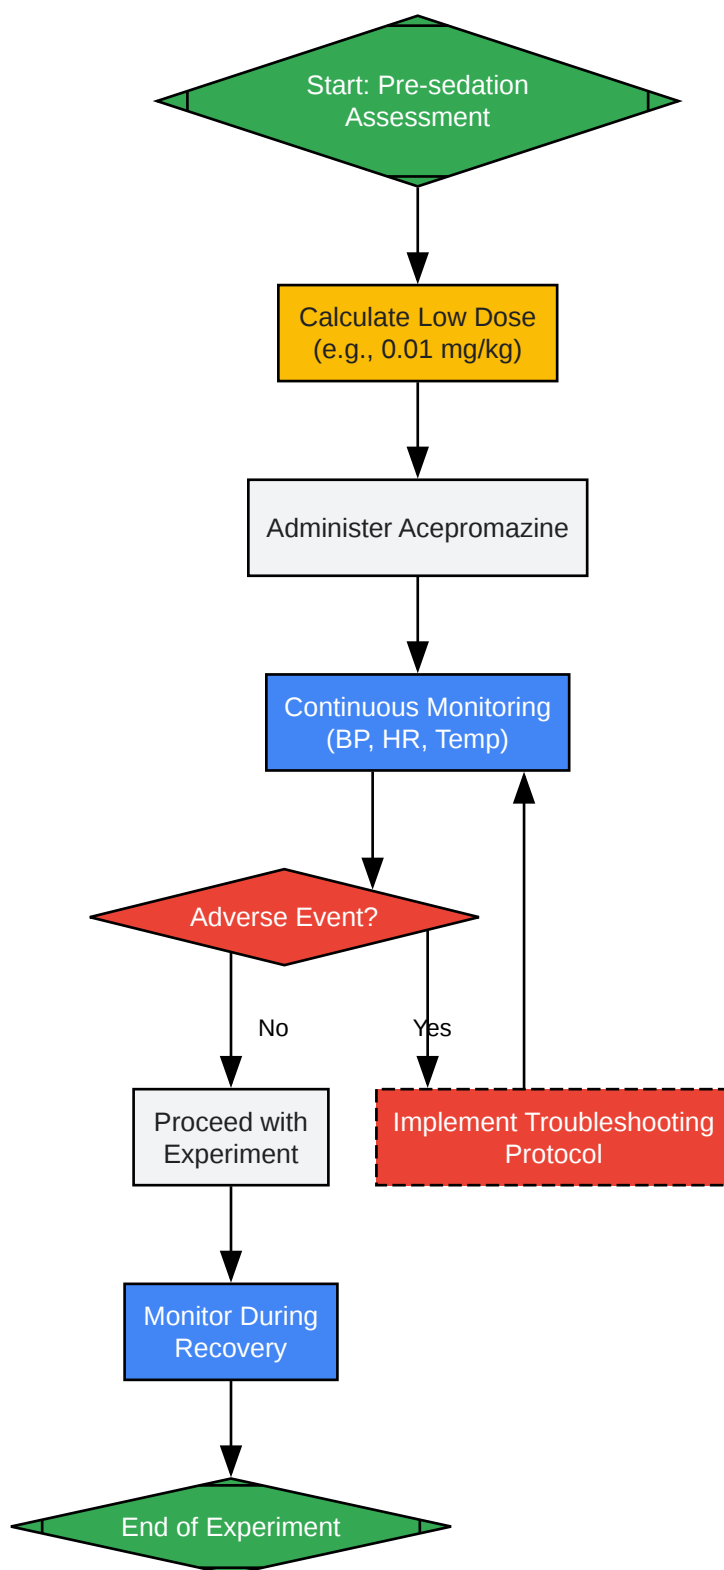 Start: Pre-sedation
Assessment
Calculate Low Dose
(e.g., 0.01 mg/kg)
Administer Acepromazine
Continuous Monitoring
(BP, HR, Temp)
Adverse Event?
No
Yes
Proceed with
Experiment
Implement Troubleshooting
Protocol
Monitor During
Recovery
End of Experiment